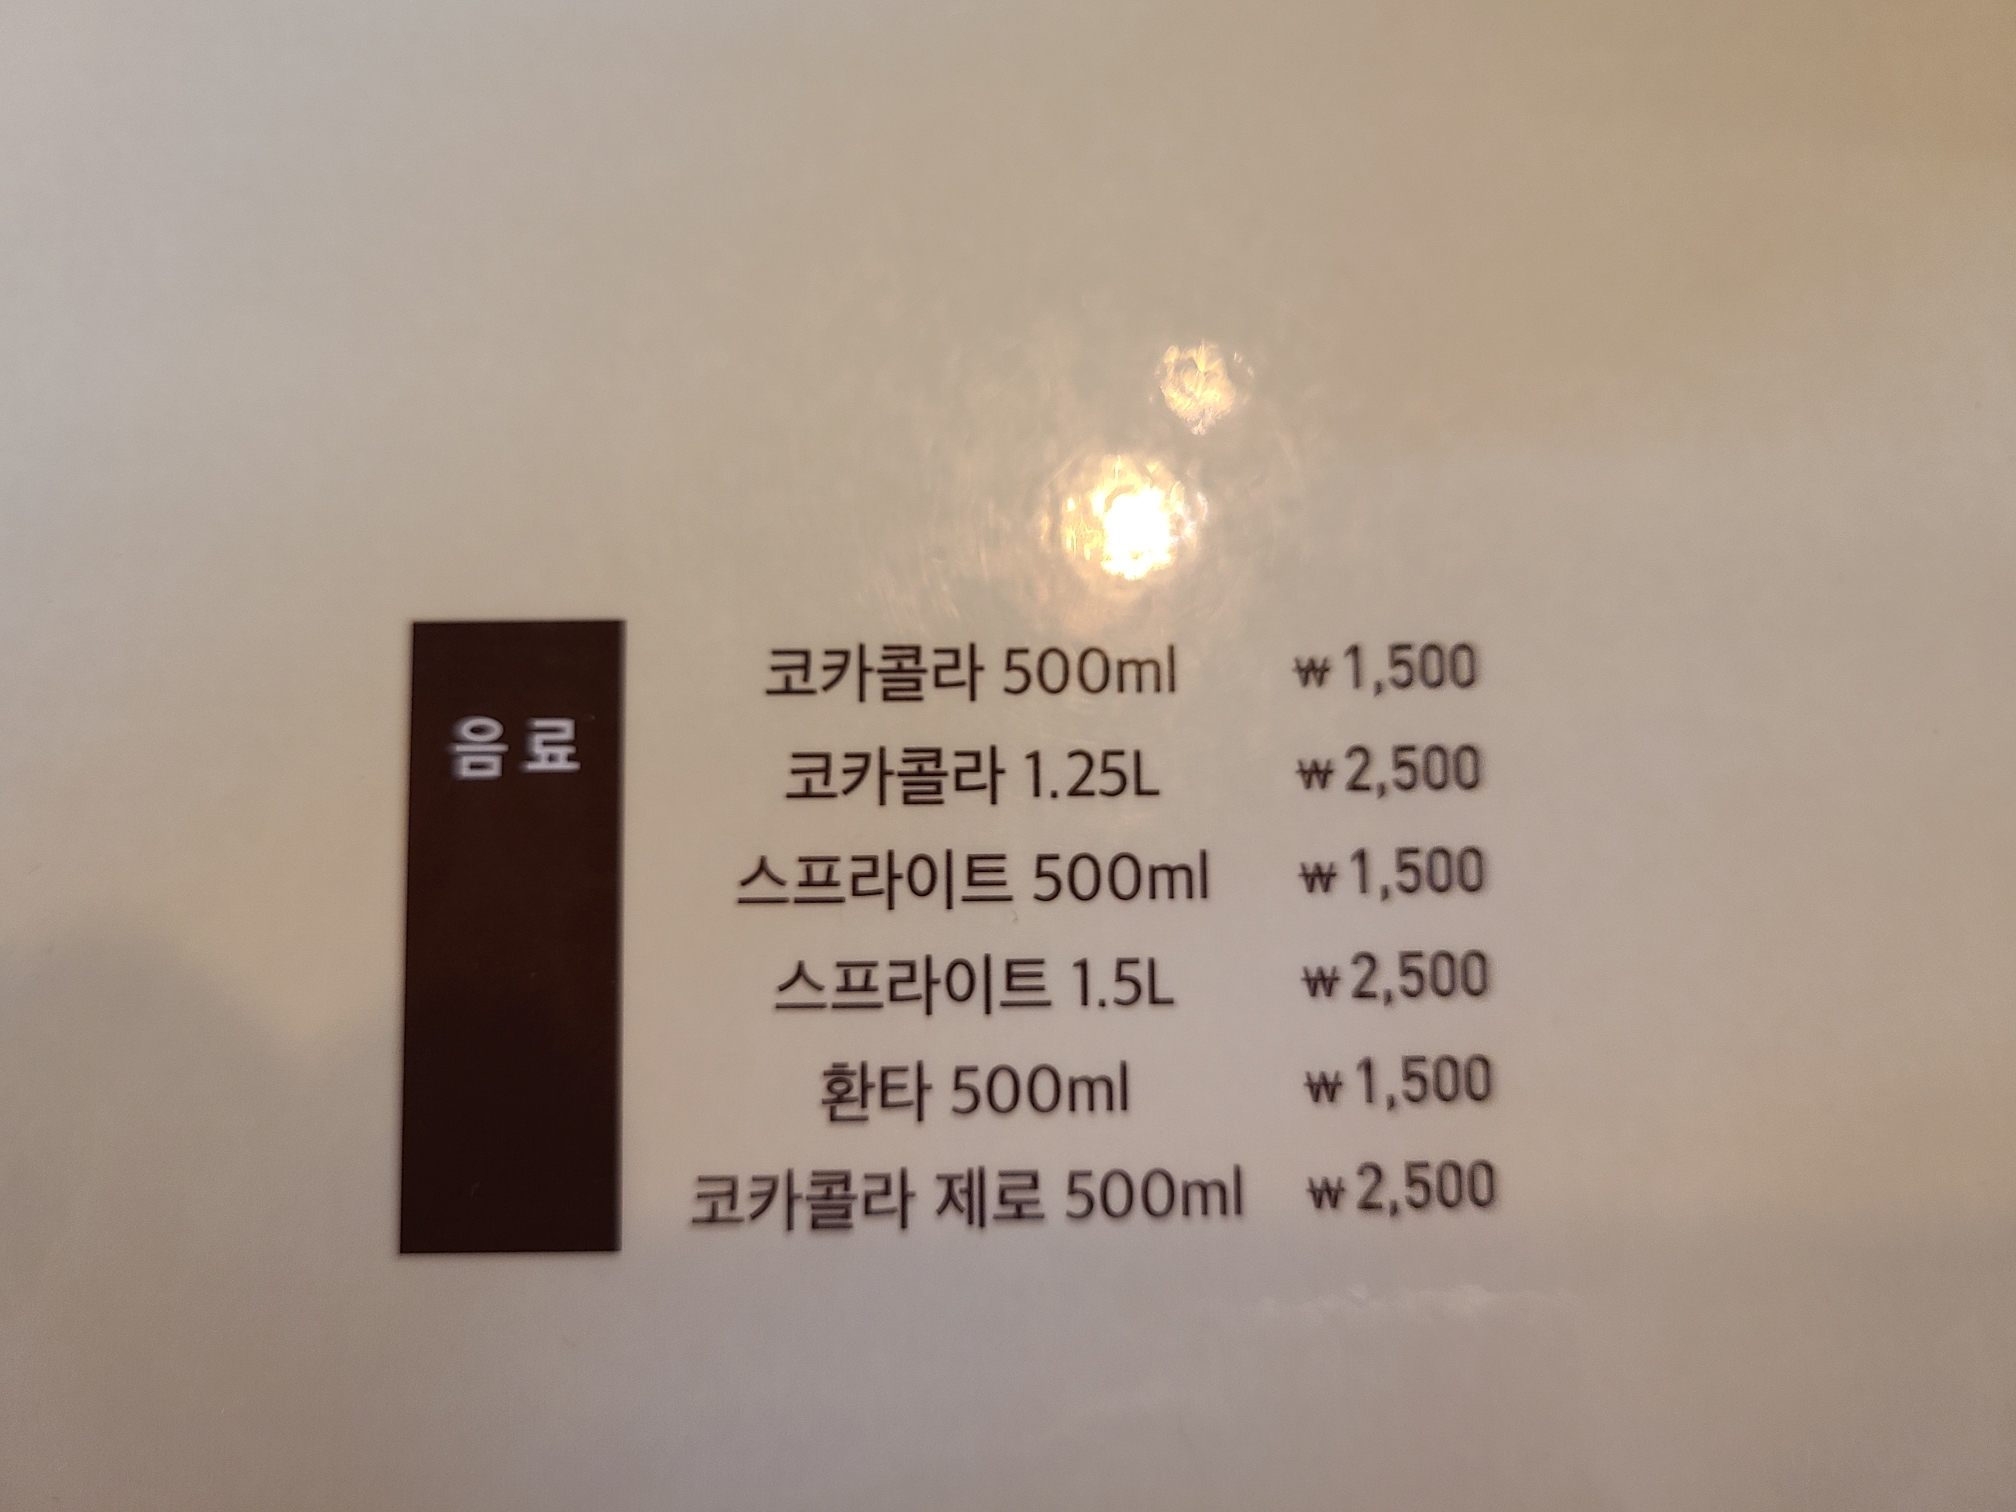 음료
코카콜라 500ml ₩1,500
코카콜라 1.25L ₩2,500
스프라이트 500ml ₩1,500
스프라이트 1.5L ₩2,500
환타 500ml ₩1,500
코카콜라 제로 500ml ₩2,500